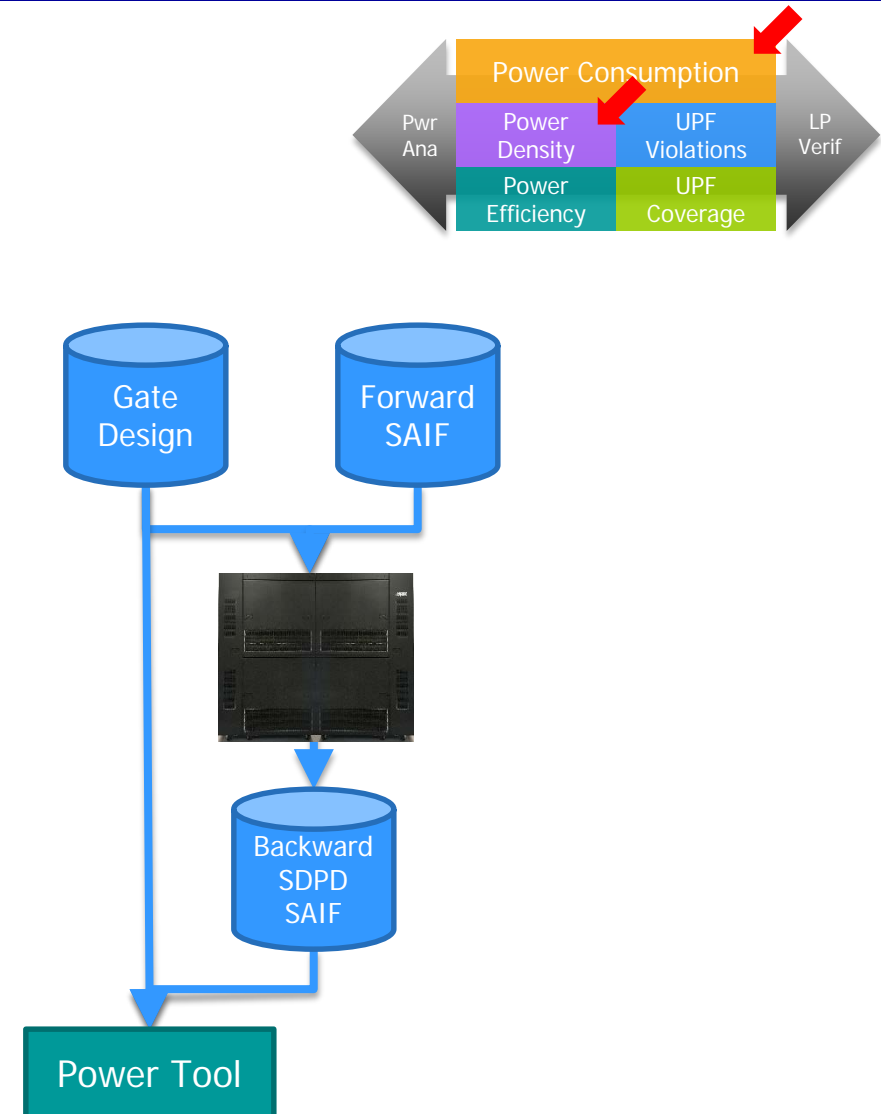 Power Consumption
Pwr
Ana
Power
Density
UPF
Violations
LP
Verif
Power
Efficiency
UPF
Coverage
Gate
Design
Forward
SAIF
Backward
SDPD
SAIF
Power Tool